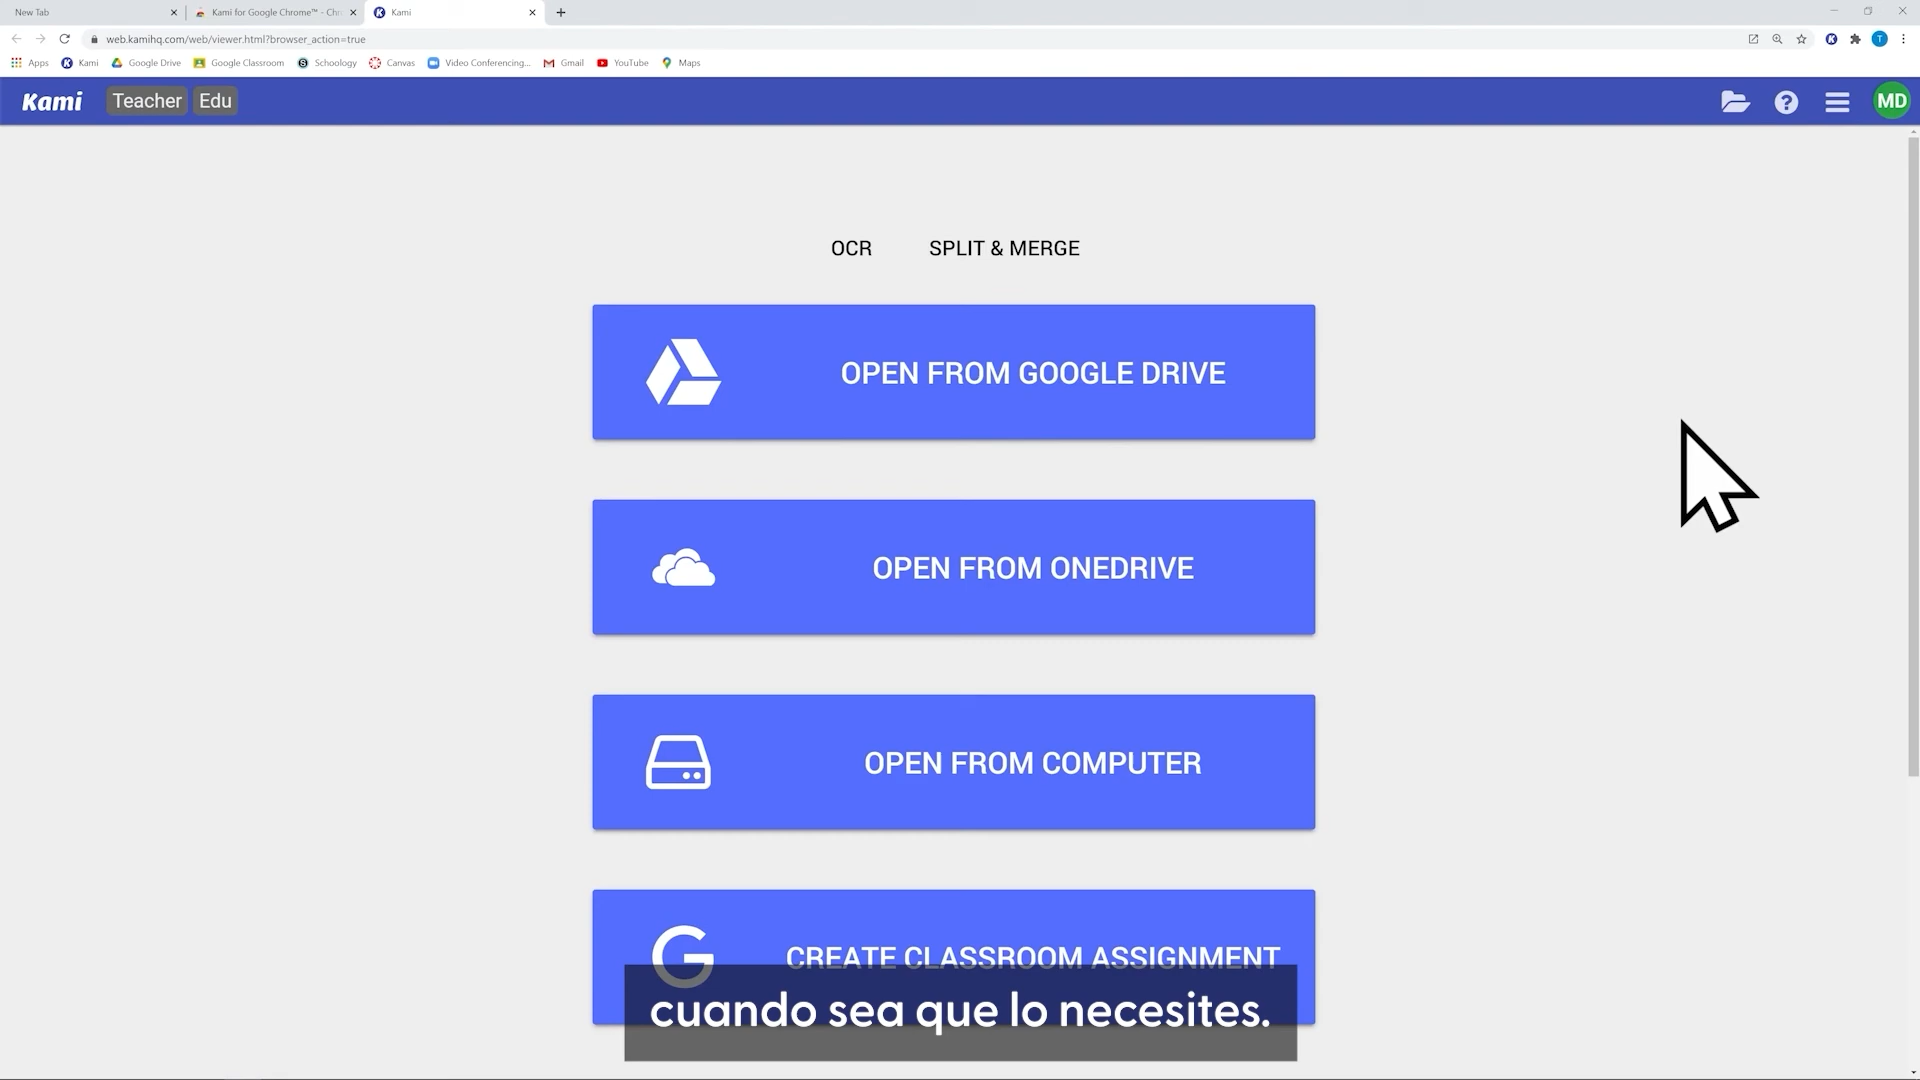 New Tab
Kami for Google Chrome™ - Chr
Kami
web.kamihq.com/web/viewer.html?browser_action=true
T
Apps
Kami
Google Drive
Google Classroom
Schoology
Canvas
Video Conferencing...
Gmail
YouTube
Maps
Kami
Teacher
Edu
MD
OCR
SPLIT & MERGE
OPEN FROM GOOGLE DRIVE
OPEN FROM ONEDRIVE
OPEN FROM COMPUTER
CREATE CLASSROOM ASSIGNMENT
cuando sea que lo necesites.